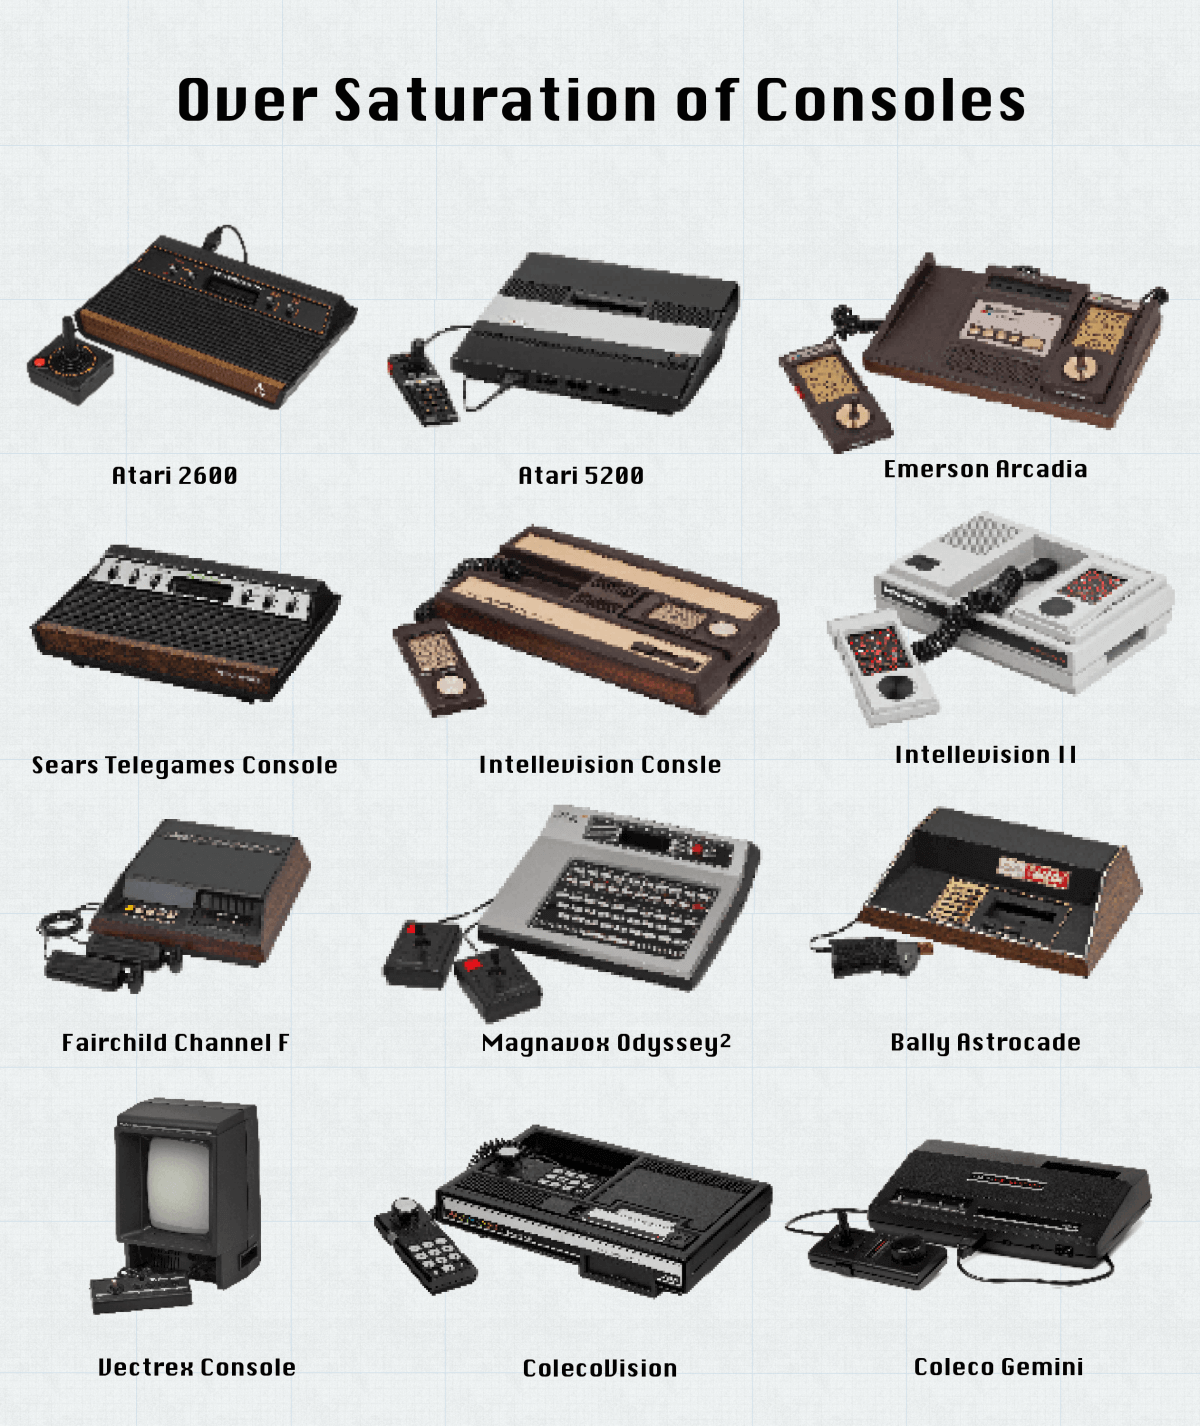 Over Saturation of Consoles
Atari 2600
Atari 5200
Emerson Arcadia
Sears Telegames Console
Intellevision Consle
Intellevision II
Fairchild Channel F
Magnavox Odyssey²
Bally Astrocade
Vectrex Console
ColecoVision
Coleco Gemini